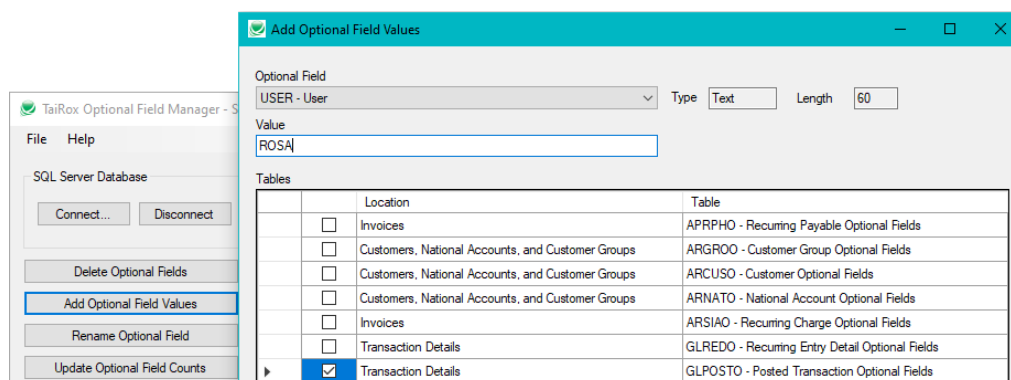 Add Optional Field Values
Optional Field
USER - User
Type
Text
Length
60
Value
ROSA
Tables
Location
Table
Invoices
APRPHO - Recurring Payable Optional Fields
Customers, National Accounts, and Customer Groups
ARGROO - Customer Group Optional Fields
Customers, National Accounts, and Customer Groups
ARCUSO - Customer Optional Fields
Customers, National Accounts, and Customer Groups
ARNATO - National Account Optional Fields
Invoices
ARSIAO - Recurring Charge Optional Fields
Transaction Details
GLREDO - Recurring Entry Detail Optional Fields
Transaction Details
GLPOSTO - Posted Transaction Optional Fields
TaiRox Optional Field Manager - S
File
Help
SQL Server Database
Connect...
Disconnect
Delete Optional Fields
Add Optional Field Values
Rename Optional Field
Update Optional Field Counts